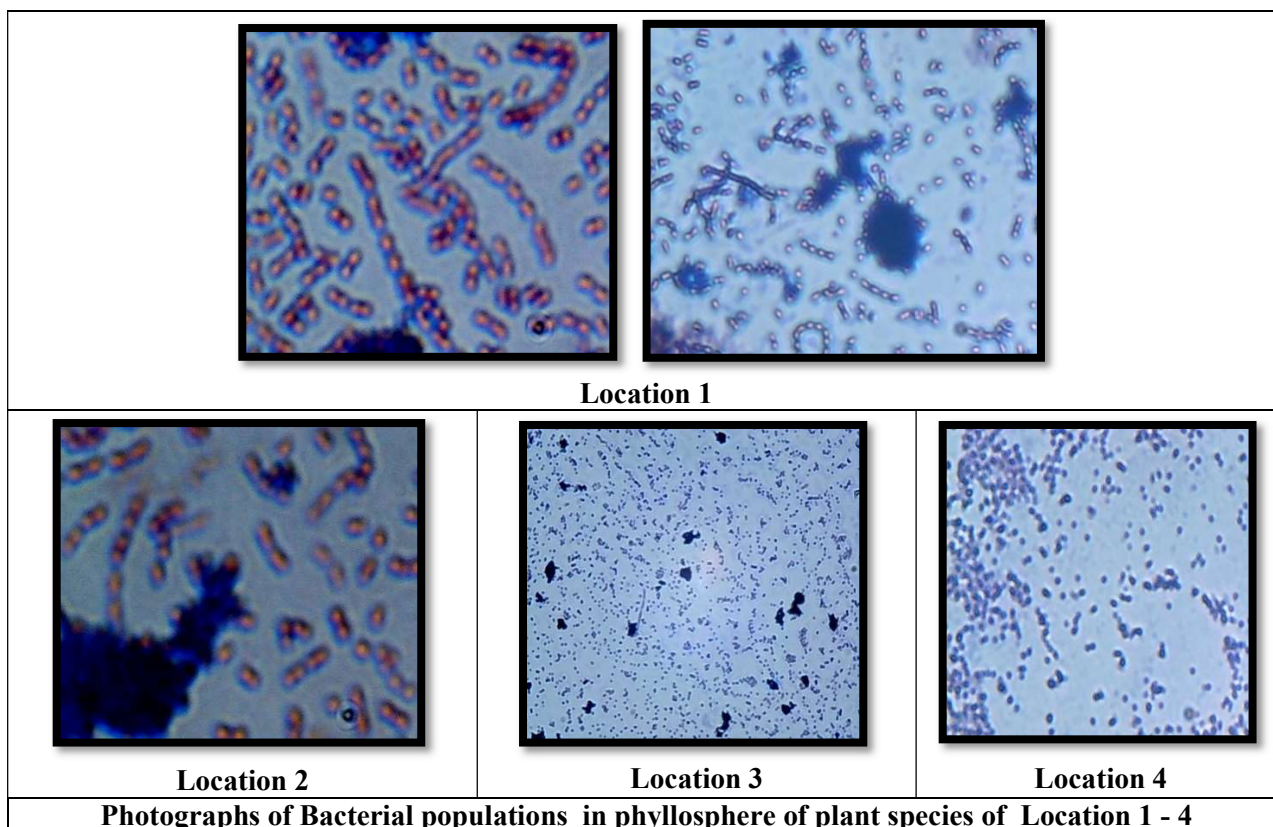 Location 1
Location 2
Location 3
Location 4
Photographs of Bacterial populations in phyllosphere of plant species of Location 1 - 4